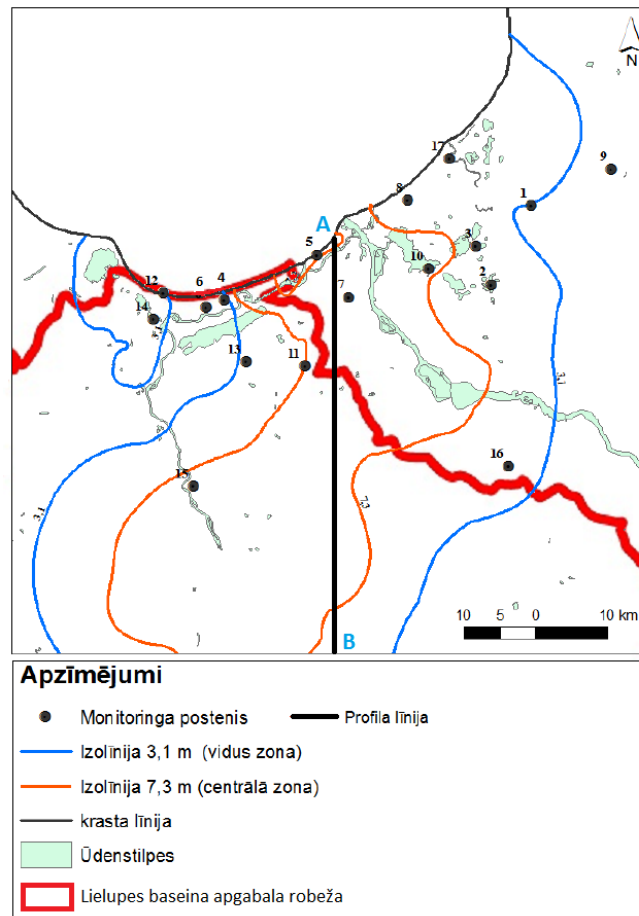 N
17
9
8
1
A
5
3
10
2
12
6
4
7
14
3,1
13
11
3,1
16
15
3,1
7,3
10 5 0 10 km
B
Apzīmējumi
Monitoringa postenis
Profila līnija
Izolīnija 3,1 m (vidus zona)
Izolīnija 7,3 m (centrālā zona)
krasta līnija
Ūdenstilpes
Lielupes baseina apgabala robeža